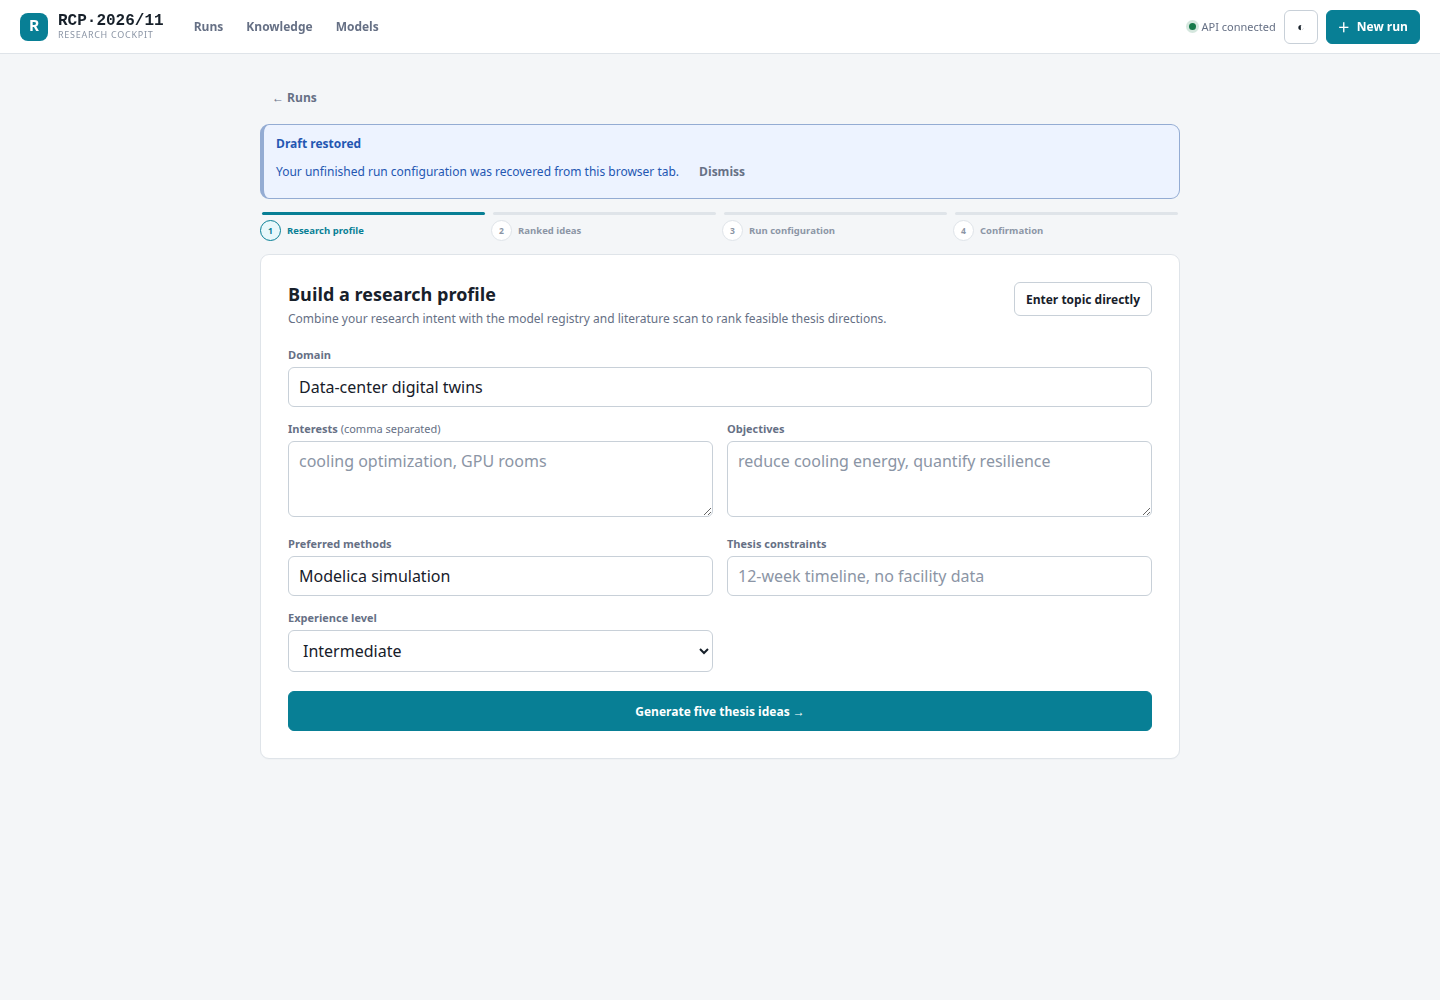 R
RCP·2026/11
RESEARCH COCKPIT
Runs
Knowledge
Models
API connected
+ New run
← Runs
Draft restored
Your unfinished run configuration was recovered from this browser tab.
Dismiss
1 Research profile
2 Ranked ideas
3 Run configuration
4 Confirmation
Build a research profile
Combine your research intent with the model registry and literature scan to rank feasible thesis directions.
Enter topic directly
Domain
Data-center digital twins
Interests (comma separated)
cooling optimization, GPU rooms
Objectives
reduce cooling energy, quantify resilience
Preferred methods
Modelica simulation
Thesis constraints
12-week timeline, no facility data
Experience level
Intermediate
Generate five thesis ideas →